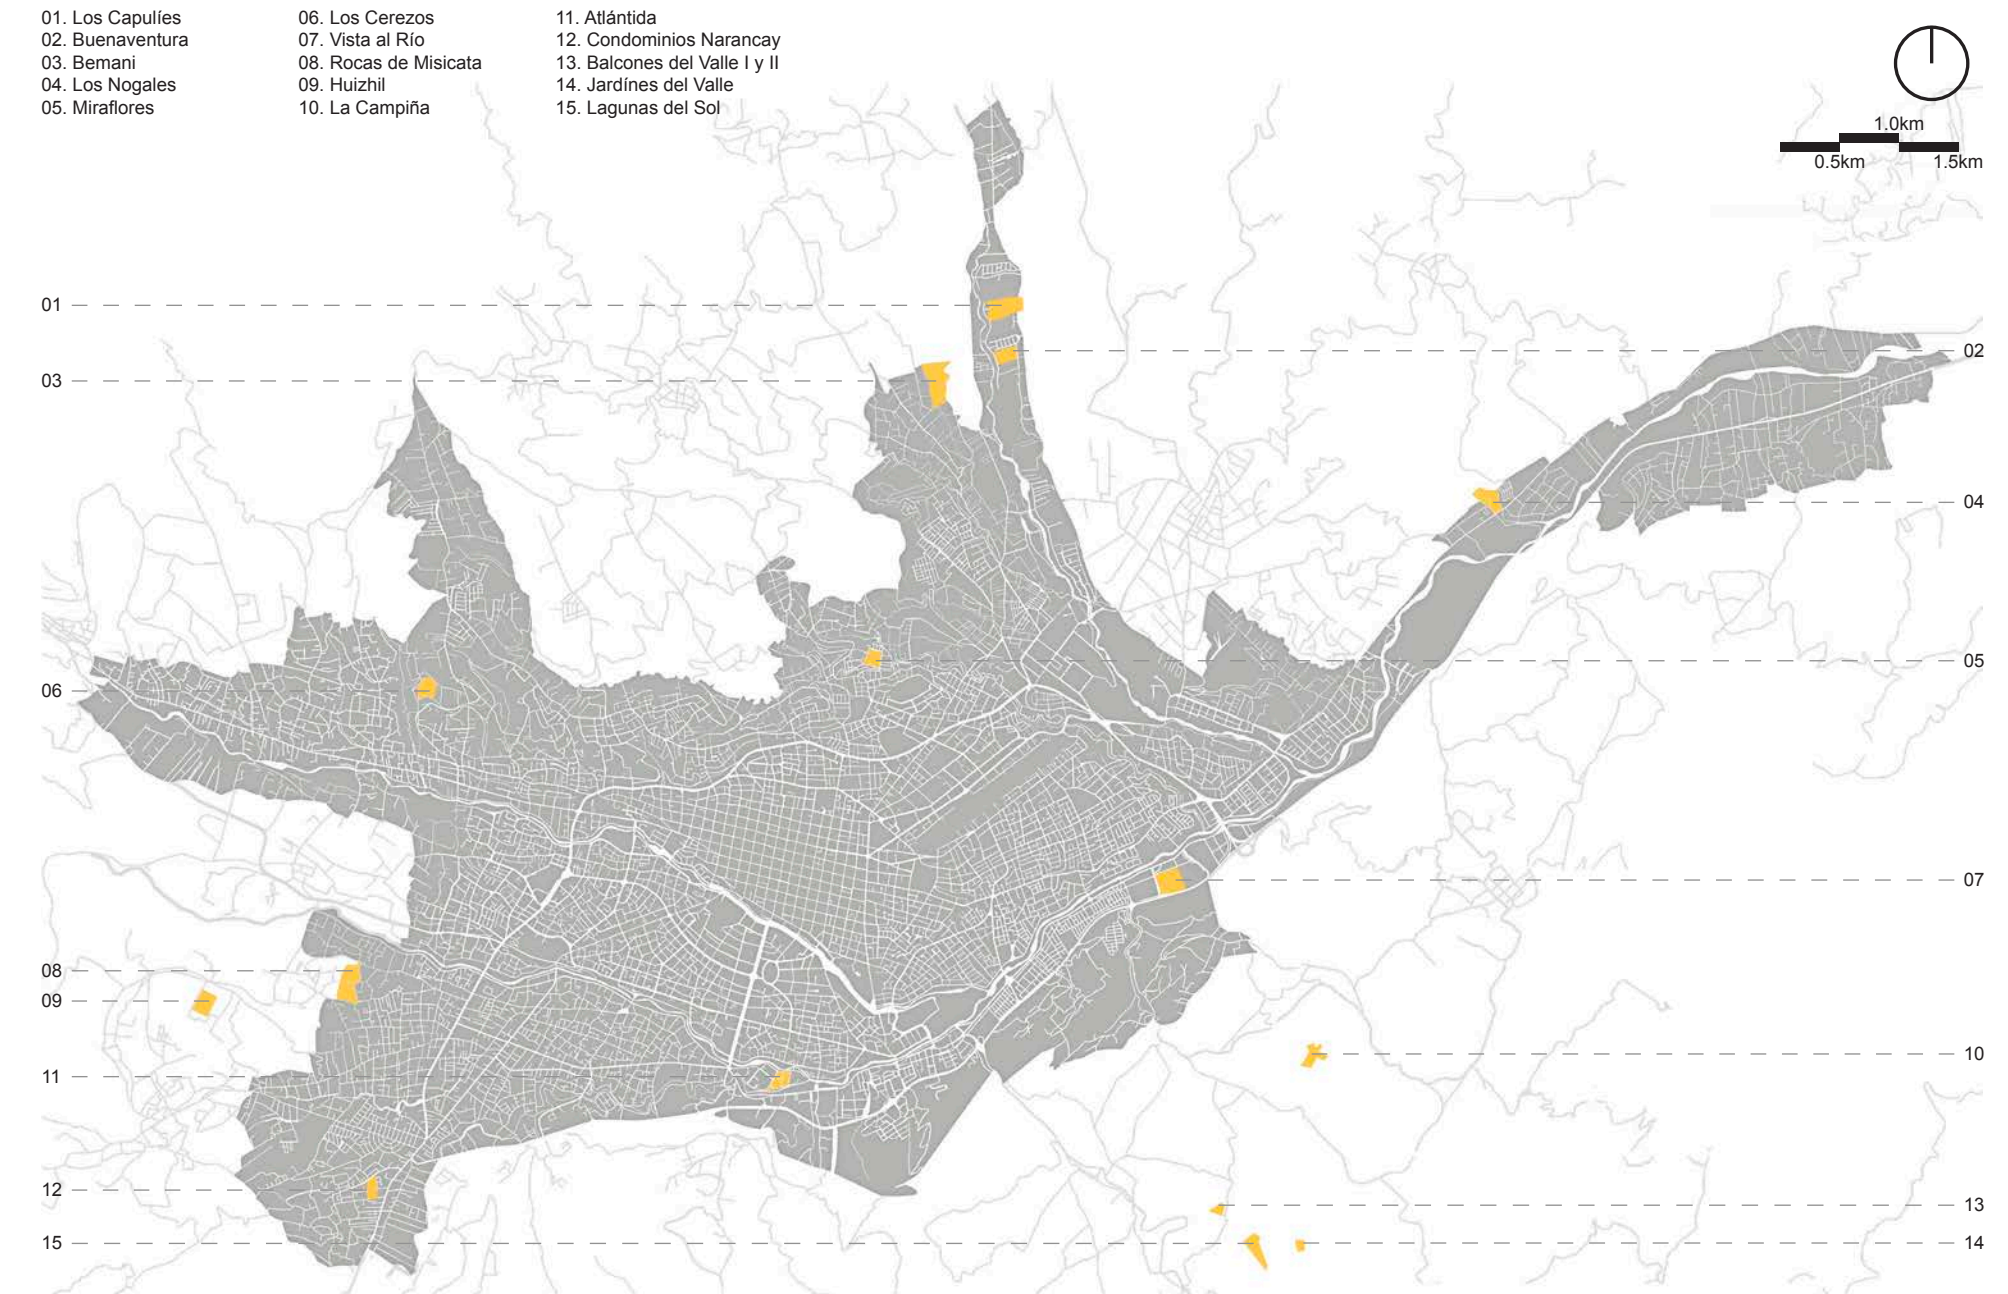 01. Los Capulíes
02. Buenaventura
03. Bemani
04. Los Nogales
05. Miraflores
06. Los Cerezos
07. Vista al Río
08. Rocas de Misicata
09. Huizhil
10. La Campiña
11. Atlántida
12. Condominios Narancay
13. Balcones del Valle I y II
14. Jardínes del Valle
15. Lagunas del Sol
1.0km
0.5km 1.5km
01
02
03
04
05
06
07
08
09
10
11
12
13
15 14